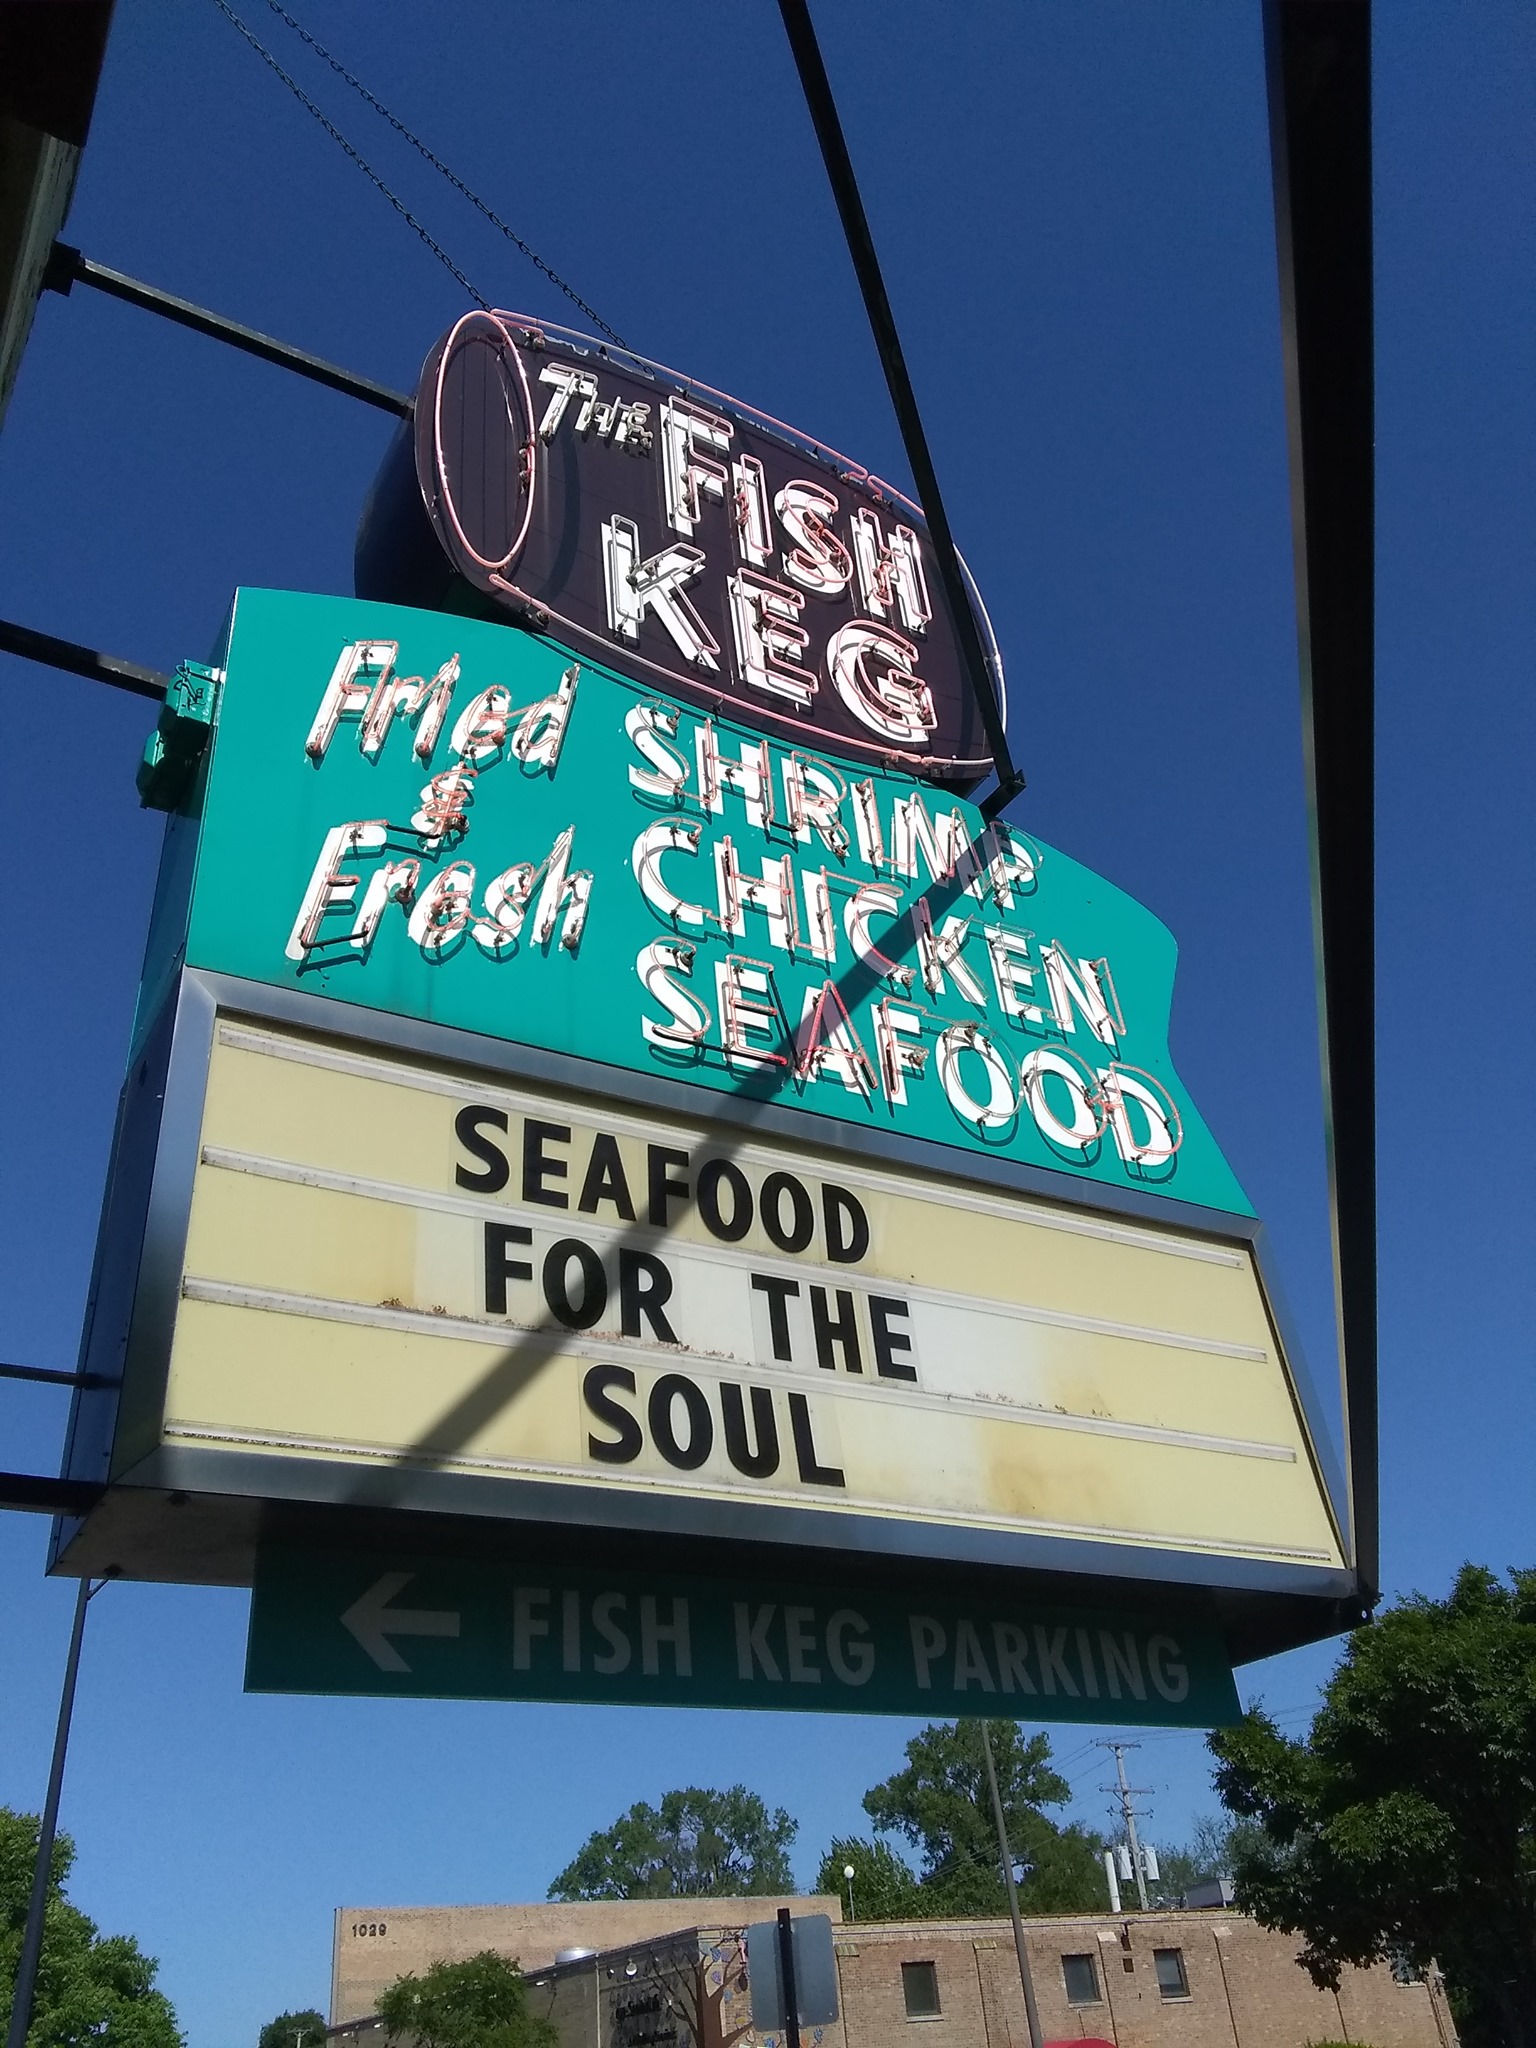 THE FISH
KEG
Fried SHRIMP
& CHICKEN
Fresh SEAFOOD
SEAFOOD
FOR THE
SOUL
← FISH KEG PARKING
1029